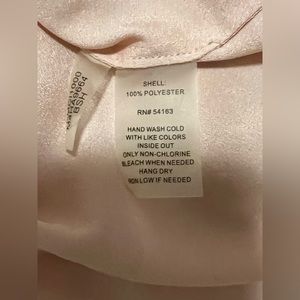 SHELL:
100% POLYESTER
RN# 54163
HAND WASH COLD
WITH LIKE COLORS
INSIDE OUT
ONLY NON-CHLORINE
BLEACH WHEN NEEDED
HANG DRY
IRON LOW IF NEEDED
BSH